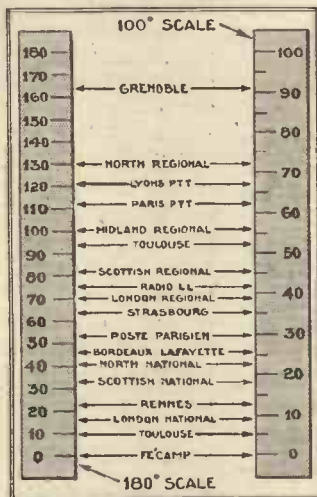 100° SCALE
180
170
160
150
140
130
120
110
100
90
80
70
60
50
40
30
20
10
0
GRENOBLE
NORTH REGIONAL
LYONS PTT
PARIS PTT
MIDLAND REGIONAL
TOULOUSE
SCOTTISH REGIONAL
RADIO LL
LONDON REGIONAL
STRASBOURG
POSTE PARISIEN
BORDEAUX LAFAYETTE
NORTH NATIONAL
SCOTTISH NATIONAL
RENNES
LONDON NATIONAL
TOULOUSE
FÉCAMP
100
90
80
70
60
50
40
30
20
10
0
180° SCALE